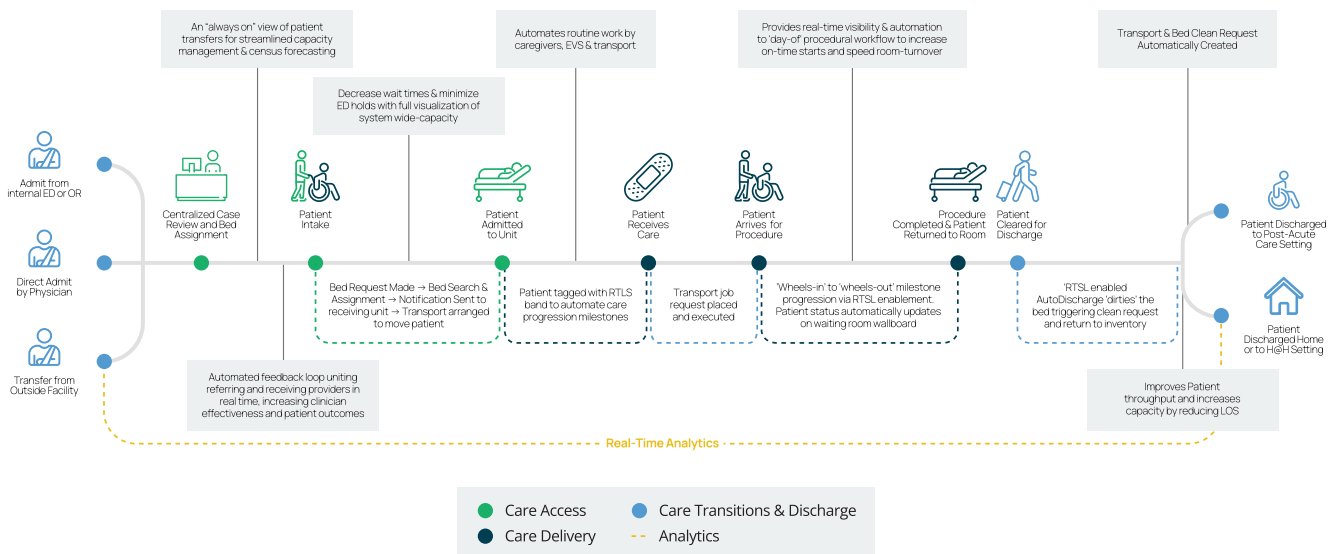 An “always on” view of patient
transfers for streamlined capacity
management & census forecasting
Automates routine work by
caregivers, EVS & transport
Provides real-time visibility & automation
to ‘day-of’ procedural workflow to increase
on-time starts and speed room-turnover
Transport & Bed Clean Request
Automatically Created
Decrease wait times & minimize
ED holds with full visualization of
system wide-capacity
Admit from
internal ED or OR
Direct Admit
by Physician
Transfer from
Outside Facility
Centralized Case
Review and Bed
Assignment
Patient
Intake
Patient
Admitted
to Unit
Patient
Receives
Care
Patient
Arrives for
Procedure
Procedure
Completed & Patient
Returned to Room
Patient
Cleared for
Discharge
Patient Discharged
to Post-Acute
Care Setting
Patient
Discharged Home
or to H@H Setting
Bed Request Made → Bed Search &
Assignment → Notification Sent to
receiving unit → Transport arranged
to move patient
Patient tagged with RTLS
band to automate care
progression milestones
Transport job
request placed
and executed
‘Wheels-in’ to ‘wheels-out’ milestone
progression via RTSL enablement.
Patient status automatically updates
on waiting room wallboard
‘RTSL enabled
AutoDischarge ‘dirties’ the
bed triggering clean request
and return to inventory
Automated feedback loop uniting
referring and receiving providers in
real time, increasing clinician
effectiveness and patient outcomes
Improves Patient
throughput and increases
capacity by reducing LOS
Real-Time Analytics
Care Access
Care Transitions & Discharge
Care Delivery
Analytics